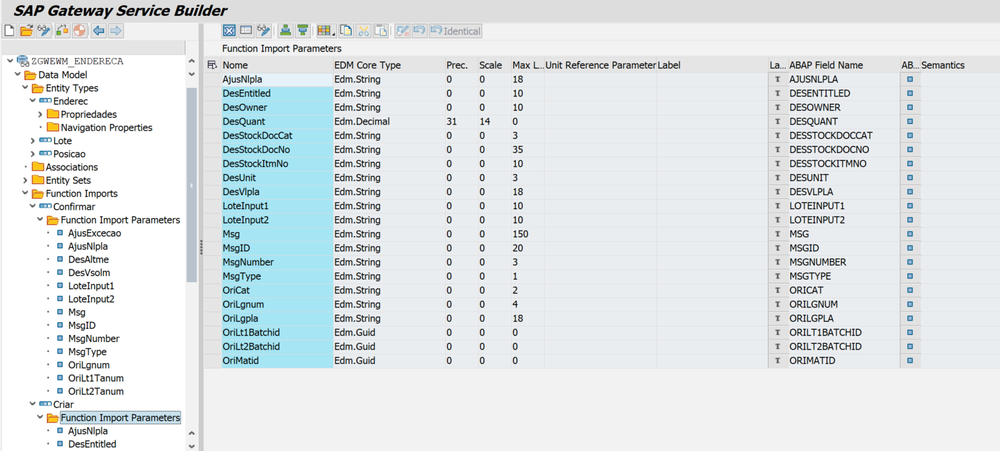 SAP Gateway Service Builder
Identical
ZGWEWM_ENDERECA
Data Model
Entity Types
Enderec
Propriedades
Navigation Properties
Lote
Posicao
Associations
Entity Sets
Function Imports
Confirmar
Function Import Parameters
AjusExcecao
AjusNlpla
DesAltme
DesVsolm
LoteInput1
LoteInput2
Msg
MsgID
MsgNumber
MsgType
OriLgnum
OriLt1Tanum
OriLt2Tanum
Criar
Function Import Parameters
AjusNlpla
DesEntitled
Function Import Parameters
Nome EDM Core Type Prec. Scale Max L... Unit Reference Parameter Label La... ABAP Field Name AB... Semantics
AjusNlpla Edm.String 0 0 18 T AJUSNLPLA
DesEntitled Edm.String 0 0 10 T DESENTITLED
DesOwner Edm.String 0 0 10 T DESOWNER
DesQuant Edm.Decimal 31 14 0 T DESQUANT
DesStockDocCat Edm.String 0 0 3 T DESSTOCKDOCCAT
DesStockDocNo Edm.String 0 0 35 T DESSTOCKDOCNO
DesStockItmNo Edm.String 0 0 10 T DESSTOCKITMNO
DesUnit Edm.String 0 0 3 T DESUNIT
DesVlpla Edm.String 0 0 18 T DESVLPLA
LoteInput1 Edm.String 0 0 10 T LOTEINPUT1
LoteInput2 Edm.String 0 0 10 T LOTEINPUT2
Msg Edm.String 0 0 150 T MSG
MsgID Edm.String 0 0 20 T MSGID
MsgNumber Edm.String 0 0 3 T MSGNUMBER
MsgType Edm.String 0 0 1 T MSGTYPE
OriCat Edm.String 0 0 2 T ORICAT
OriLgnum Edm.String 0 0 4 T ORILGNUM
OriLgpla Edm.String 0 0 18 T ORILGPLA
OriLt1Batchid Edm.Guid 0 0 0 T ORILT1BATCHID
OriLt2Batchid Edm.Guid 0 0 0 T ORILT2BATCHID
OriMatid Edm.Guid 0 0 0 T ORIMATID